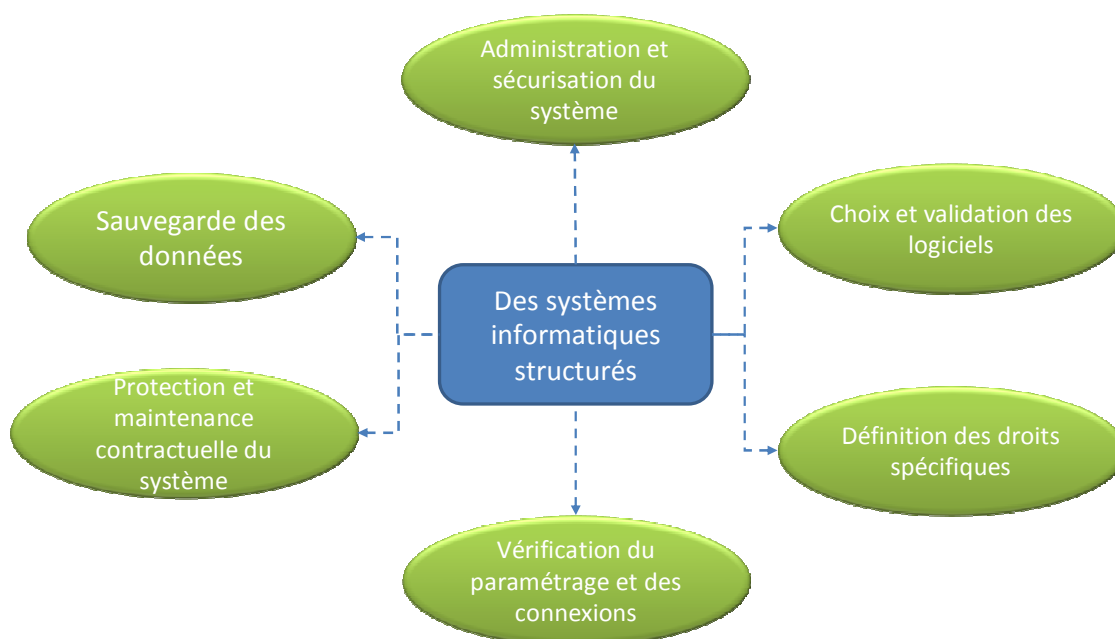 Administration et
sécurisation du
système
Sauvegarde des
données
Choix et validation des
logiciels
Des systèmes
informatiques
structurés
Protection et
maintenance
contractuelle du
système
Définition des droits
spécifiques
Vérification du
paramétrage et des
connexions